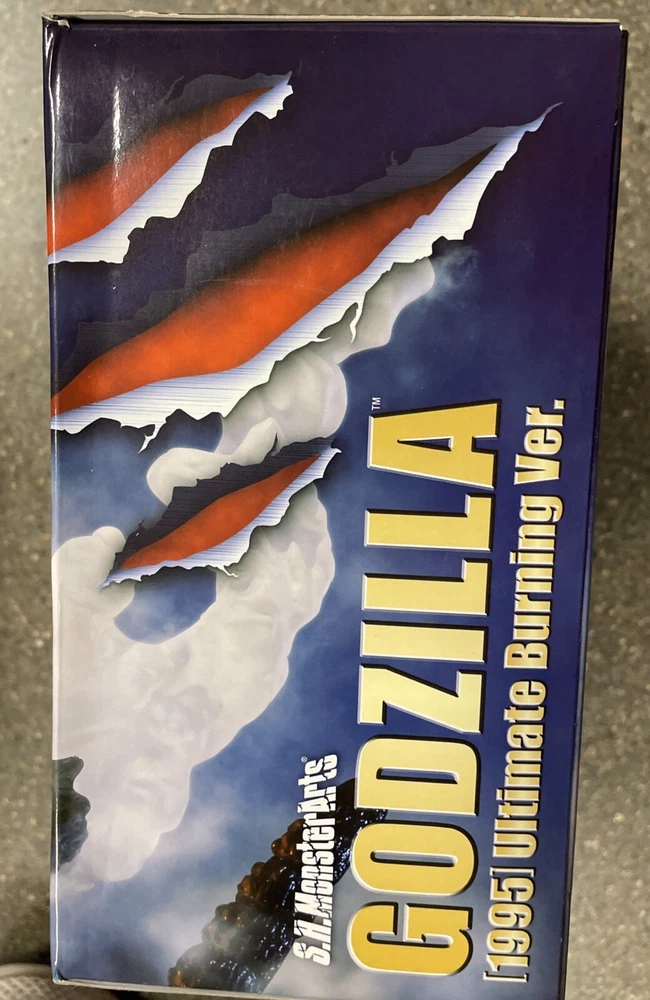 S.H.MonsterArts®
GODZILLA™
[1995] Ultimate Burning Ver.